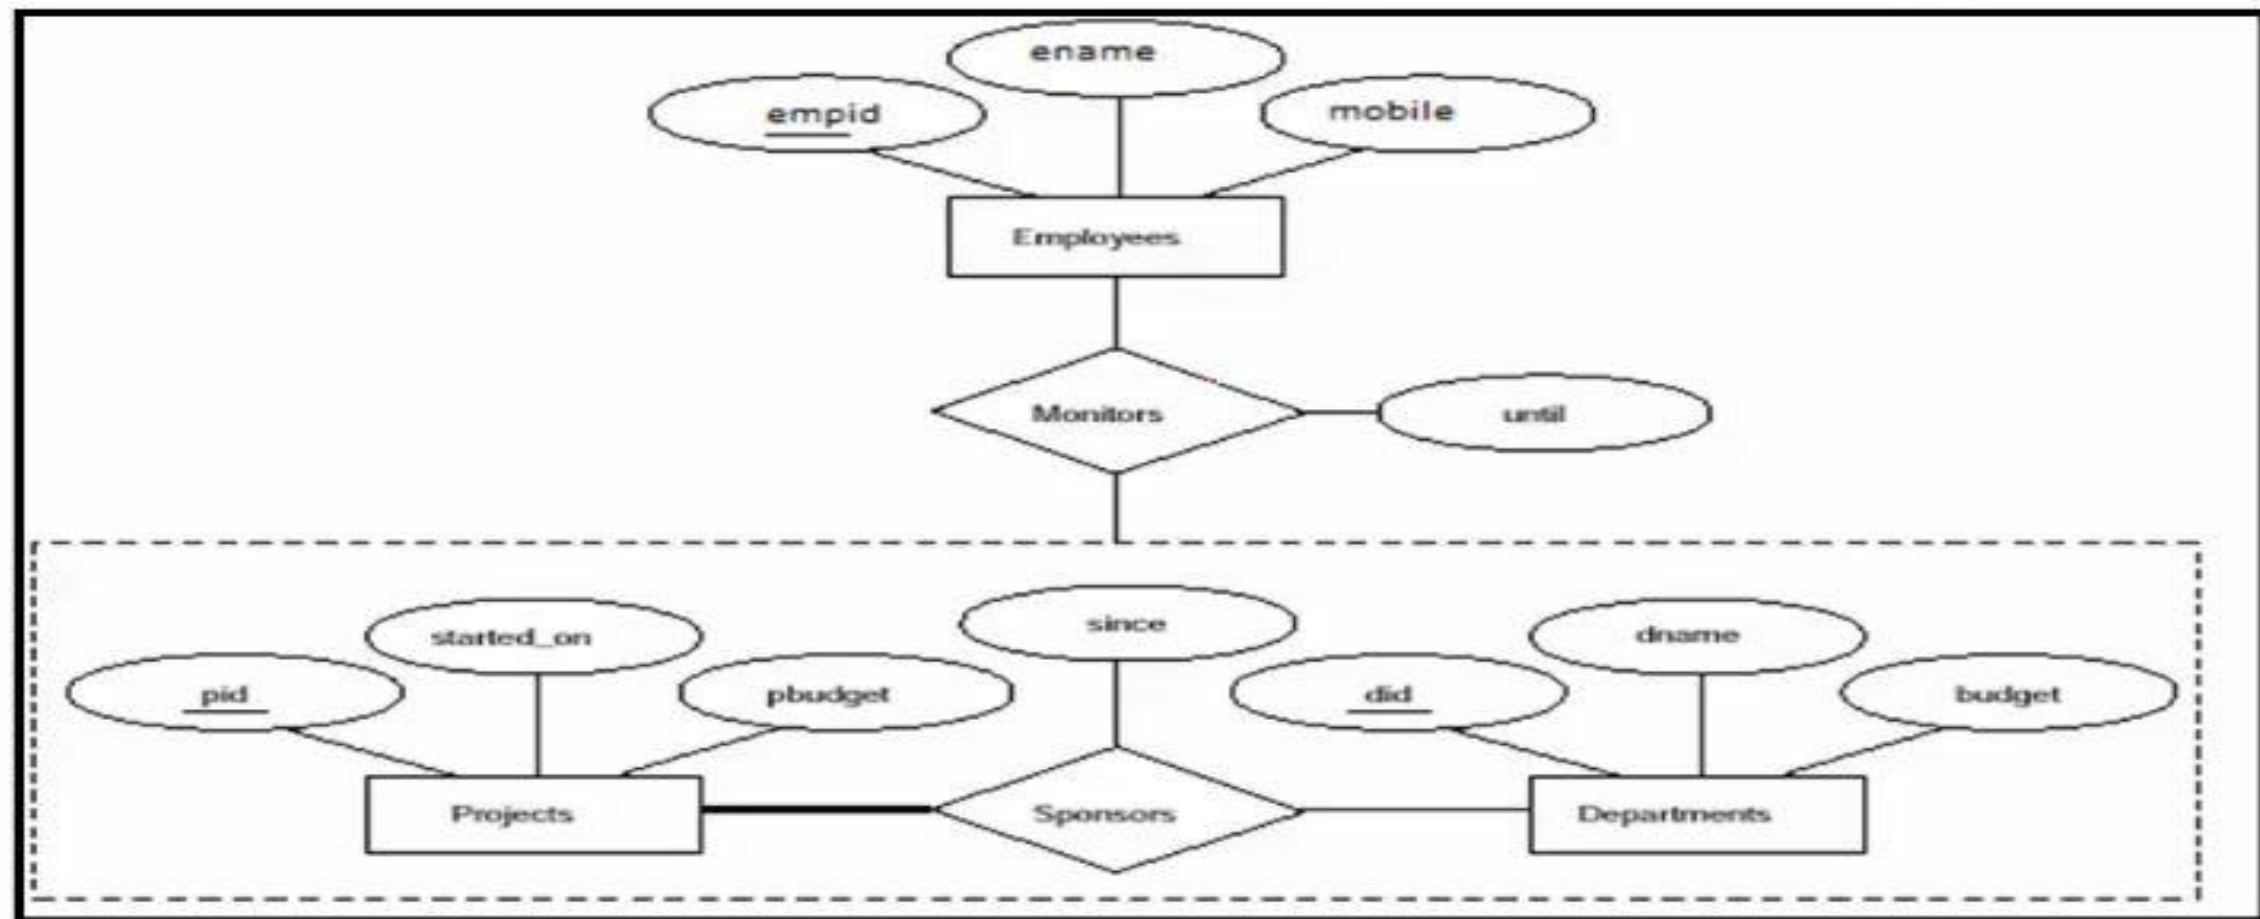 ename
empid
mobile
Employees
Monitors
until
since
started_on
dname
pid
pbudget
did
budget
Projects
Sponsors
Departments